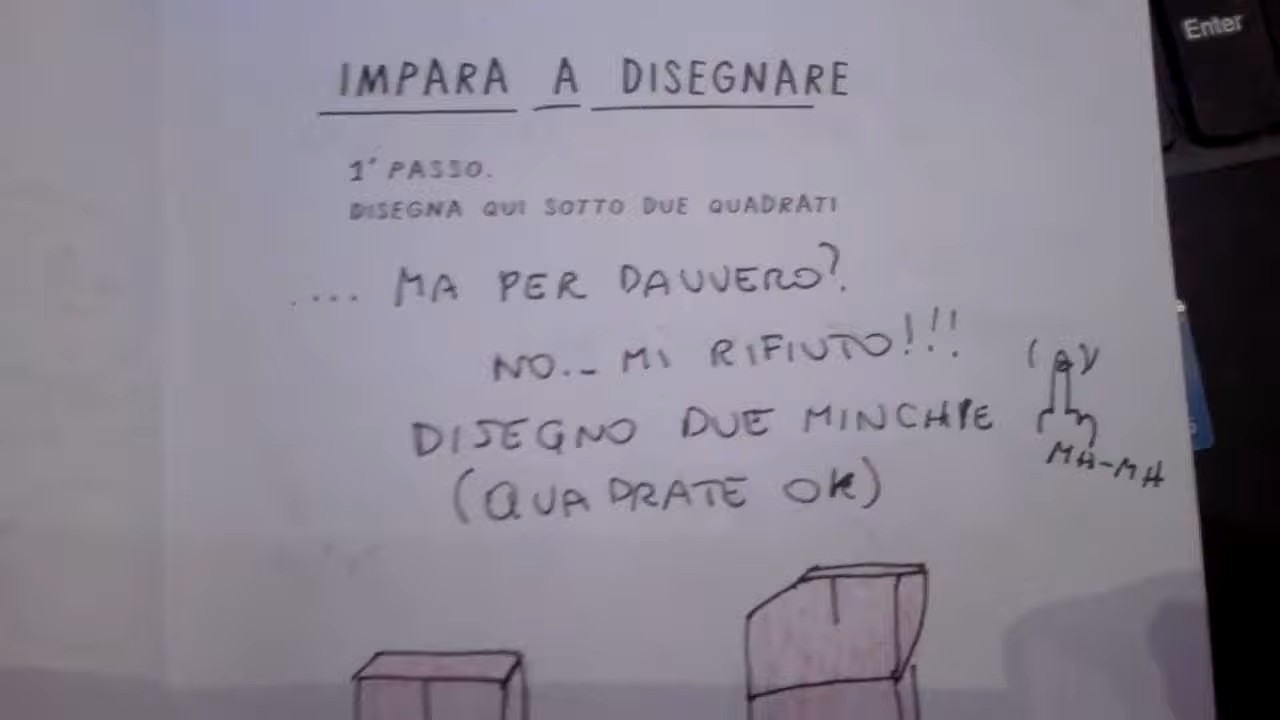 Enter
IMPARA A DISEGNARE
1° PASSO.
DISEGNA QUI SOTTO DUE QUADRATI
.... MA PER DAVVERO?
NO... MI RIFIUTO!!!
DISEGNO DUE MINCHIE
(QUADRATE OK)
MH-MH